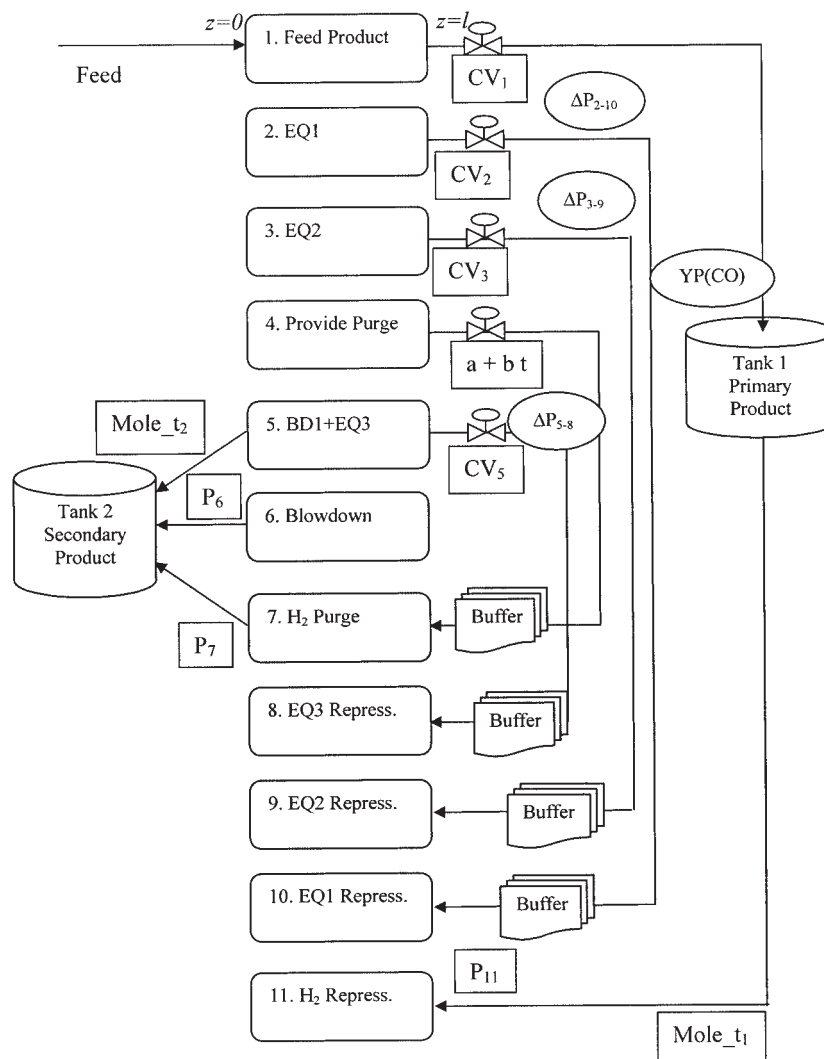 z=0
z=l
1. Feed Product
Feed
CV₁
ΔP₂₋₁₀
2. EQ1
CV₂
ΔP₃₋₉
3. EQ2
CV₃
YP(CO)
4. Provide Purge
a + b t
Tank 1
Primary
Product
Mole_t₂
5. BD1+EQ3
ΔP₅₋₈
CV₅
P₆
6. Blowdown
Tank 2
Secondary
Product
7. H₂ Purge
Buffer
P₇
8. EQ3 Repress.
Buffer
9. EQ2 Repress.
Buffer
10. EQ1 Repress.
Buffer
P₁₁
11. H₂ Repress.
Mole_t₁